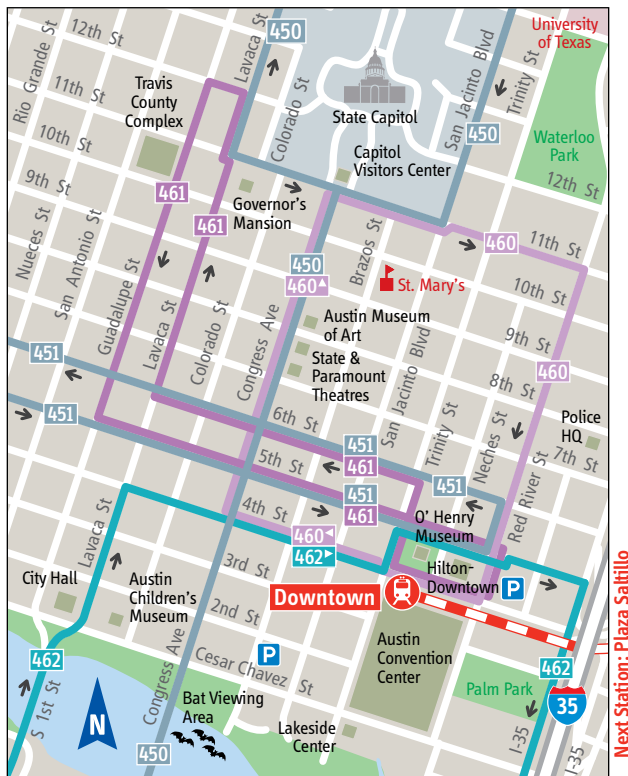 12th St
Lavaca St
450
University
of Texas
Rio Grande St
11th St
Travis
County
Complex
Colorado St
State Capitol
San Jacinto Blvd
Trinity St
450
Waterloo
Park
10th St
Capitol
Visitors Center
12th St
9th St
461
Governor's
Mansion
461
Nueces St
San Antonio St
Guadalupe St
Lavaca St
Colorado St
Congress Ave
450
460
Brazos St
460
11th St
St. Mary's
10th St
Austin Museum
of Art
9th St
State &
Paramount
Theatres
San Jacinto Blvd
460
8th St
451
451
6th St
Trinity St
Neches St
Police
HQ
7th St
451
461
5th St
451
461
451
Red River St
4th St
O' Henry
Museum
460
462
Lavaca St
3rd St
Hilton-
Downtown
P
City Hall
Austin
Children's
Museum
2nd St
Downtown
Austin
Convention
Center
Cesar Chavez St
P
462
S 1st St
Congress Ave
Bat Viewing
Area
Palm Park
462
35
N
Lakeside
Center
450
I-35
I-35
Next Station: Plaza Saltillo